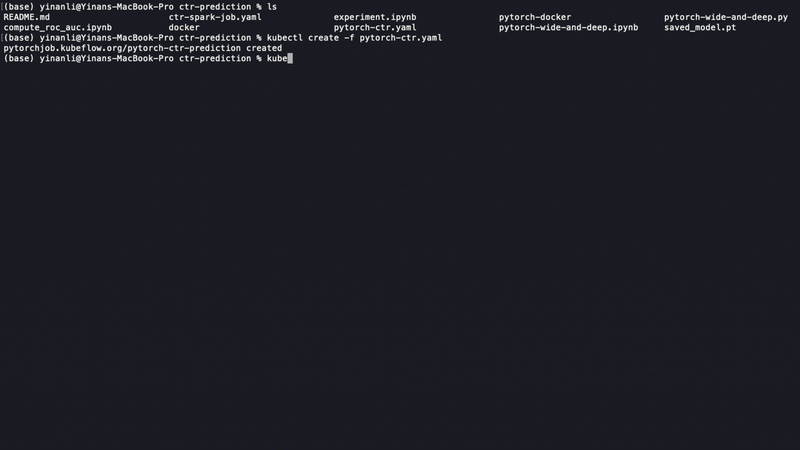 (base) yinanli@Yinans-MacBook-Pro ctr-prediction % ls
README.md ctr-spark-job.yaml experiment.ipynb pytorch-docker pytorch-wide-and-deep.py
compute_roc_auc.ipynb docker pytorch-ctr.yaml pytorch-wide-and-deep.ipynb saved_model.pt
(base) yinanli@Yinans-MacBook-Pro ctr-prediction % kubectl create -f pytorch-ctr.yaml
pytorchjob.kubeflow.org/pytorch-ctr-prediction created
(base) yinanli@Yinans-MacBook-Pro ctr-prediction % kube